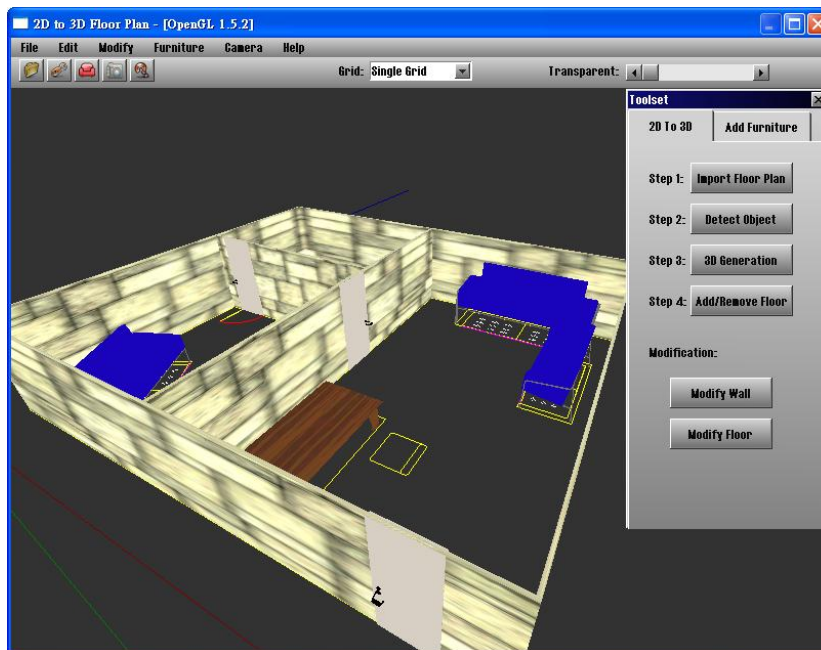 2D to 3D Floor Plan - [OpenGL 1.5.2]
File Edit Modify Furniture Camera Help
Grid: Single Grid Transparent:
Toolset
2D To 3D Add Furniture
Step 1: Import Floor Plan
Step 2: Detect Object
Step 3: 3D Generation
Step 4: Add/Remove Floor
Modification:
Modify Wall
Modify Floor